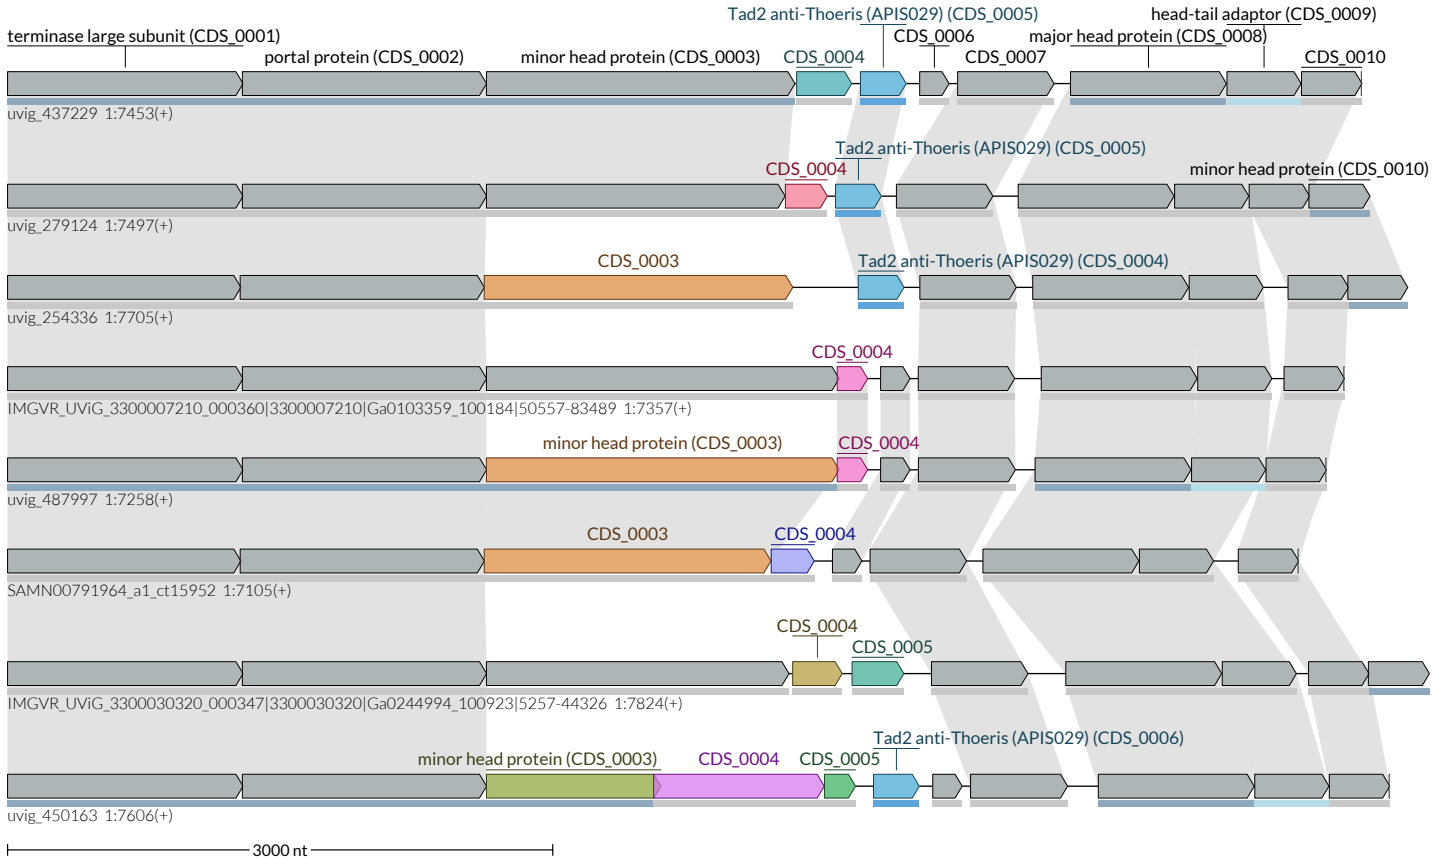 Tad2 anti-Thoeris (APIS029) (CDS_0005)
head-tail adaptor (CDS_0009)
terminase large subunit (CDS_0001)
CDS_0006
major head protein (CDS_0008)
portal protein (CDS_0002)
minor head protein (CDS_0003)
CDS_0004
CDS_0007
CDS_0010
uvig_437229 1:7453(+)
Tad2 anti-Thoeris (APIS029) (CDS_0005)
CDS_0004
minor head protein (CDS_0010)
uvig_279124 1:7497(+)
CDS_0003
Tad2 anti-Thoeris (APIS029) (CDS_0004)
uvig_254336 1:7705(+)
CDS_0004
IMGVR_UViG_3300007210_000360|3300007210|Ga0103359_100184|50557-83489 1:7357(+)
minor head protein (CDS_0003)
CDS_0004
uvig_487997 1:7258(+)
CDS_0003
CDS_0004
SAMN00791964_a1_ct15952 1:7105(+)
CDS_0004
CDS_0005
IMGVR_UViG_3300030320_000347|3300030320|Ga0244994_100923|5257-44326 1:7824(+)
Tad2 anti-Thoeris (APIS029) (CDS_0006)
minor head protein (CDS_0003)
CDS_0004
CDS_0005
uvig_450163 1:7606(+)
3000 nt